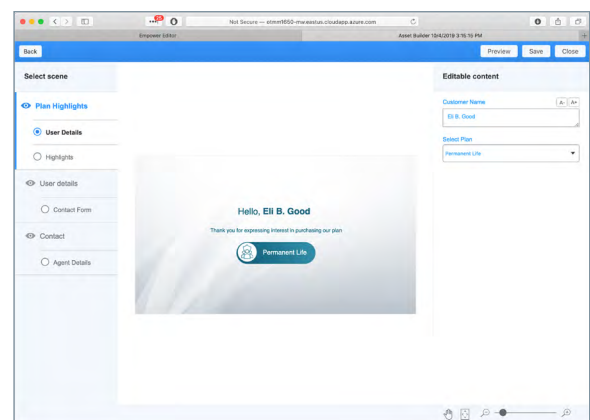 Not Secure — otmm1650-mw.eastus.cloudapp.azure.com
Empower Editor
Asset Builder 10/4/2019 3:16:15 PM
Back
Preview
Save
Close
Select scene
Editable content
Plan Highlights
Customer Name
A-
A+
Eli B. Good
User Details
Select Plan
Permanent Life
Highlights
User details
Contact Form
Contact
Agent Details
Hello, Eli B. Good
Thank you for expressing interest in purchasing our plan
Permanent Life